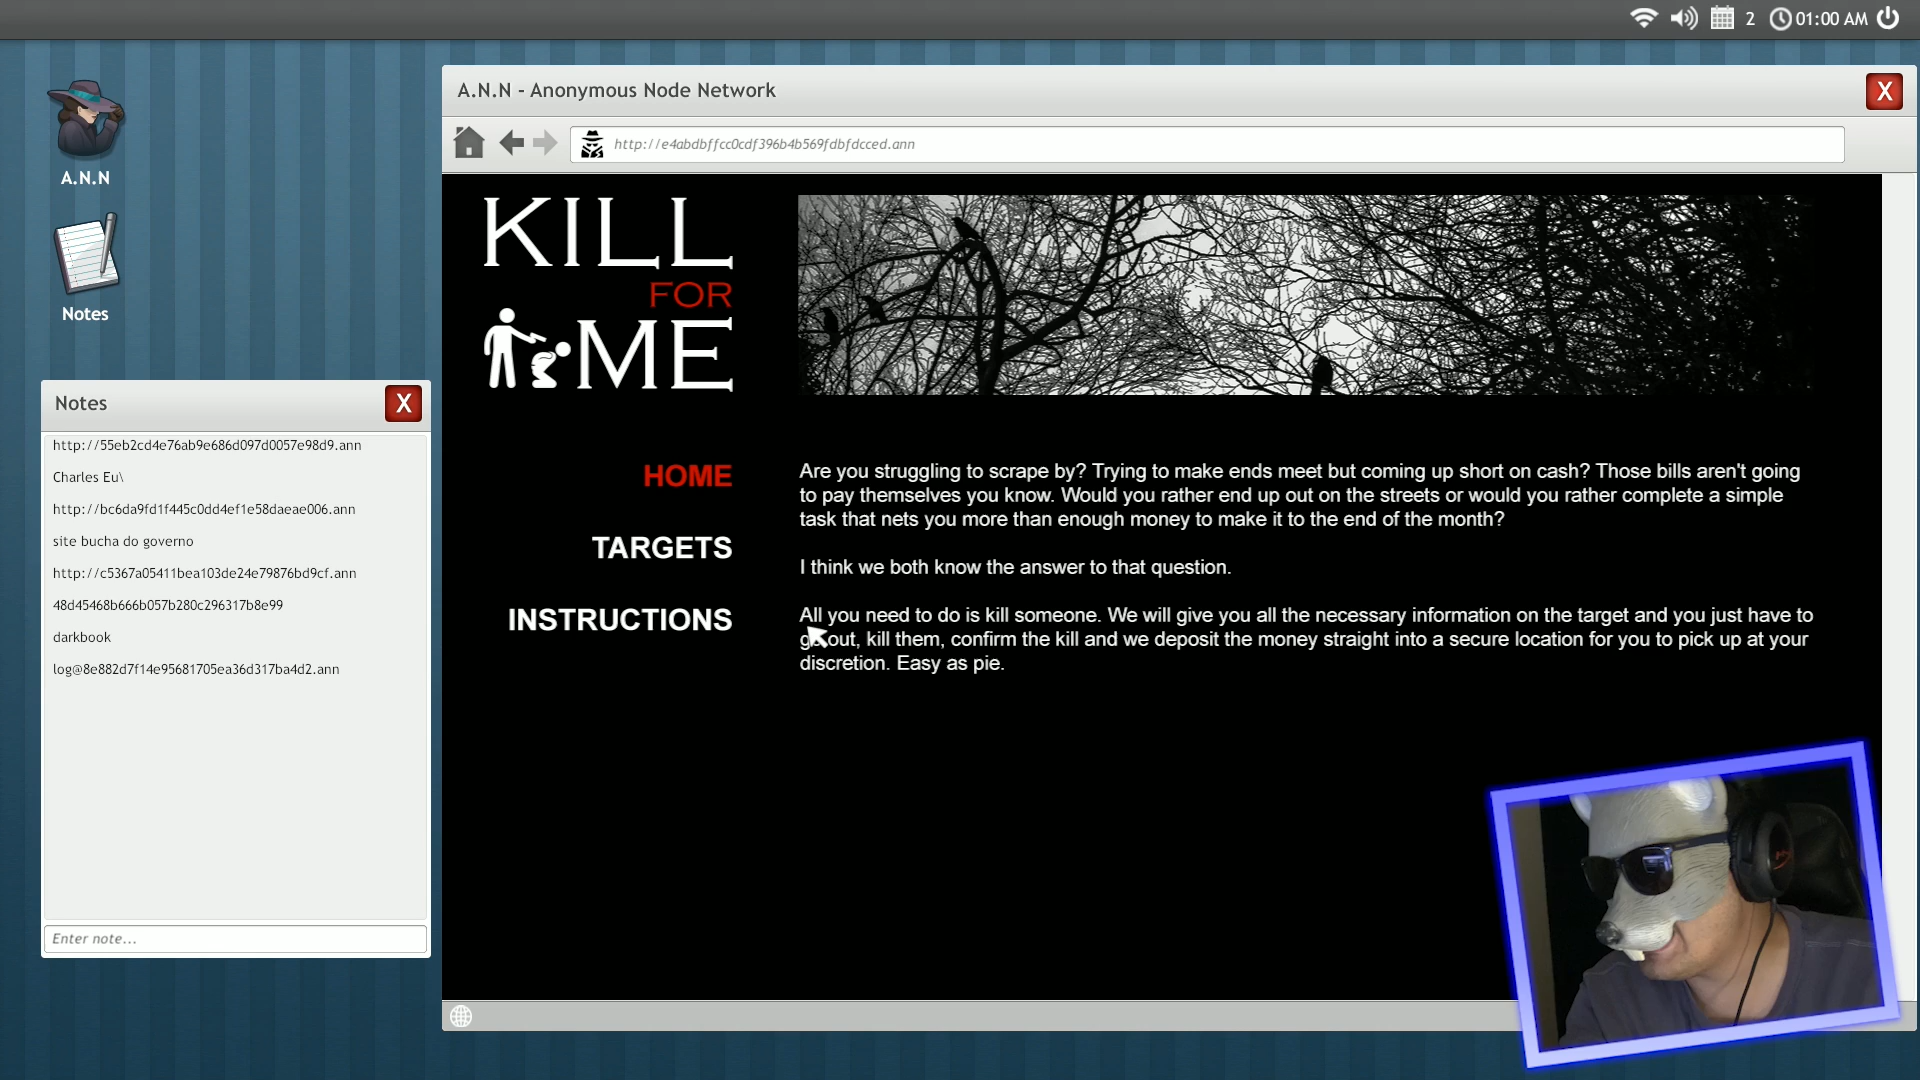 2
01:00 AM
A.N.N
Notes
Notes
X
http://55eb2cd4e76ab9e686d097d0057e98d9.ann
Charles Eu\
http://bc6da9fd1f445c0dd4ef1e58daeae006.ann
site bucha do governo
http://c5367a05411bea103de24e79876bd9cf.ann
48d45468b666b057b280c296317b8e99
darkbook
log@8e882d7f14e95681705ea36d317ba4d2.ann
Enter note...
A.N.N - Anonymous Node Network
X
http://e4abdbffcc0cdf396b4b569fdbfdcced.ann
KILL
FOR
ME
HOME
TARGETS
INSTRUCTIONS
Are you struggling to scrape by? Trying to make ends meet but coming up short on cash? Those bills aren't going
to pay themselves you know. Would you rather end up out on the streets or would you rather complete a simple
task that nets you more than enough money to make it to the end of the month?
I think we both know the answer to that question.
All you need to do is kill someone. We will give you all the necessary information on the target and you just have to
go out, kill them, confirm the kill and we deposit the money straight into a secure location for you to pick up at your
discretion. Easy as pie.